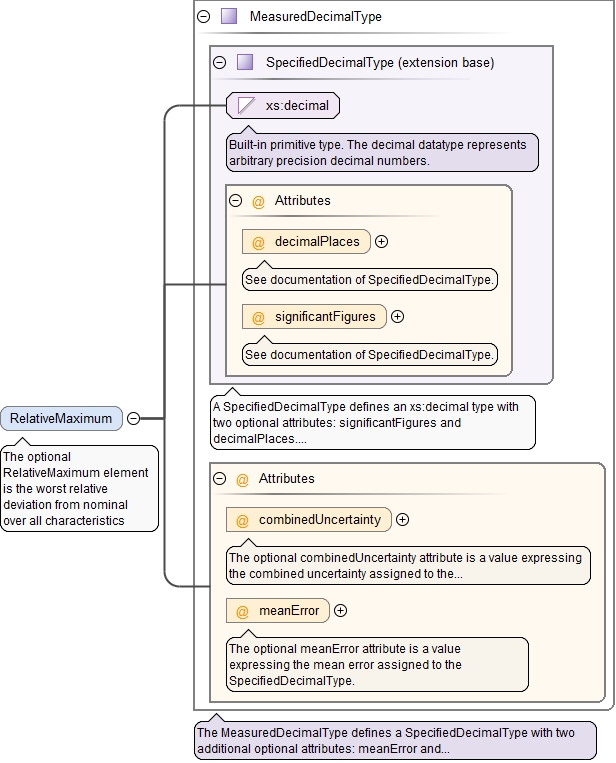 MeasuredDecimalType
SpecifiedDecimalType (extension base)
xs:decimal
Built-in primitive type. The decimal datatype represents
arbitrary precision decimal numbers.
@ Attributes
@ decimalPlaces
See documentation of SpecifiedDecimalType.
@ significantFigures
See documentation of SpecifiedDecimalType.
A SpecifiedDecimalType defines an xs:decimal type with
two optional attributes: significantFigures and
decimalPlaces....
RelativeMaximum
The optional
RelativeMaximum element
is the worst relative
deviation from nominal
over all characteristics
@ Attributes
@ combinedUncertainty
The optional combinedUncertainty attribute is a value expressing
the combined uncertainty assigned to the...
@ meanError
The optional meanError attribute is a value
expressing the mean error assigned to the
SpecifiedDecimalType.
The MeasuredDecimalType defines a SpecifiedDecimalType with two
additional optional attributes: meanError and...